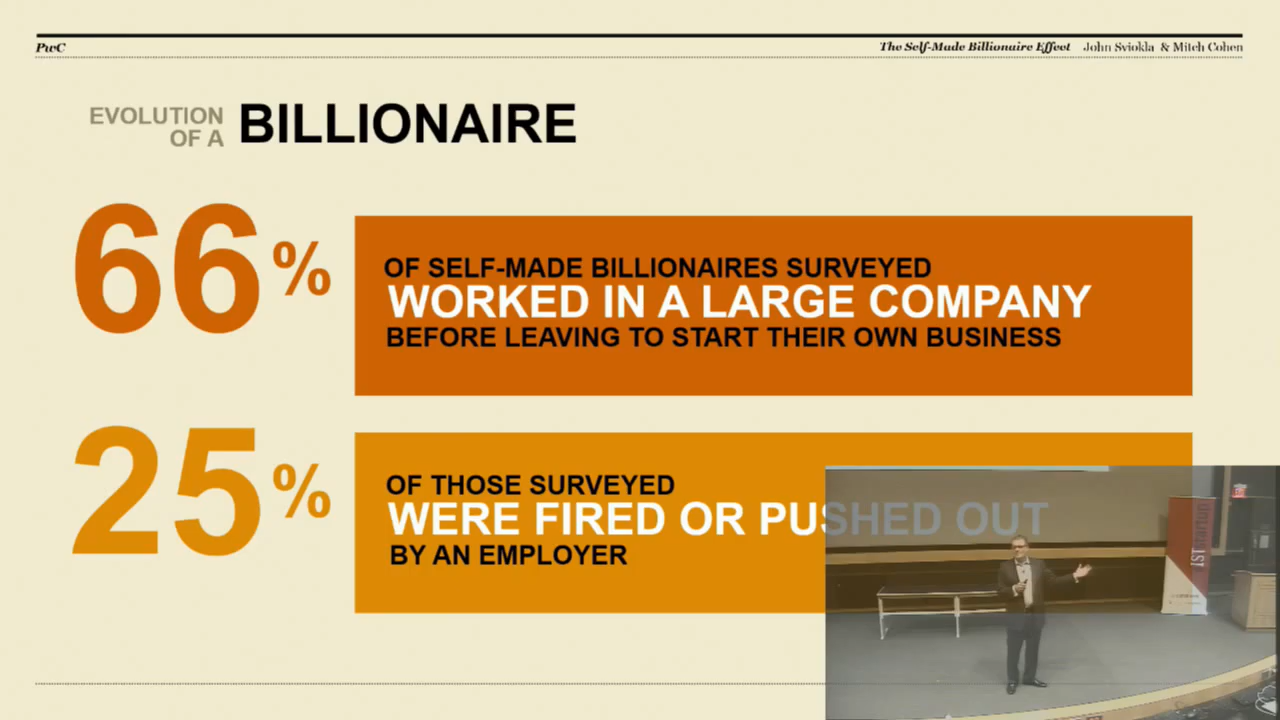 PwC
The Self-Made Billionaire Effect John Sviokla & Mitch Cohen
EVOLUTION
OF A BILLIONAIRE
66%
OF SELF-MADE BILLIONAIRES SURVEYED
WORKED IN A LARGE COMPANY
BEFORE LEAVING TO START THEIR OWN BUSINESS
25%
OF THOSE SURVEYED
WERE FIRED OR PUSHED OUT
BY AN EMPLOYER